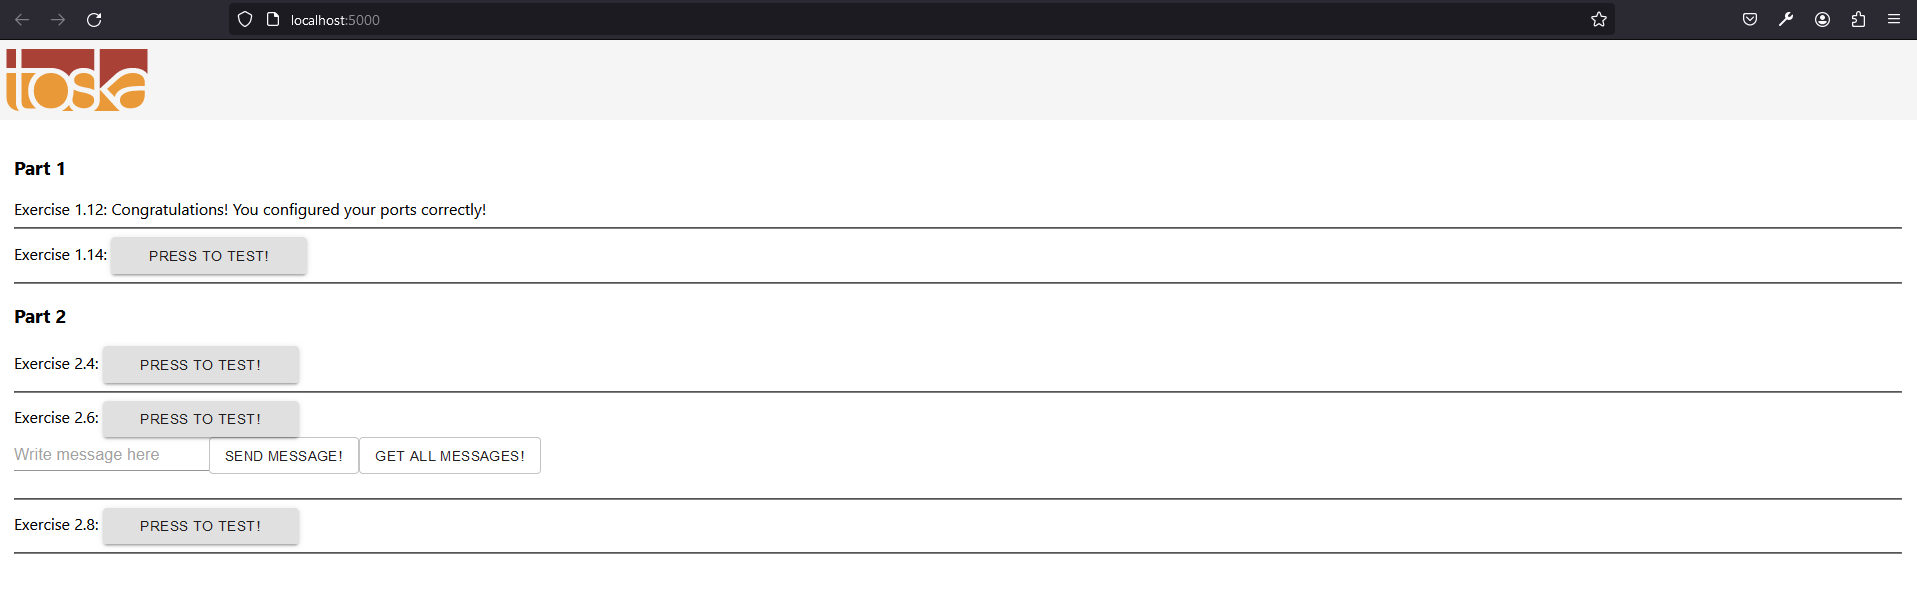 localhost:5000
toska
Part 1
Exercise 1.12: Congratulations! You configured your ports correctly!
Exercise 1.14: PRESS TO TEST!
Part 2
Exercise 2.4: PRESS TO TEST!
Exercise 2.6: PRESS TO TEST!
Write message here SEND MESSAGE! GET ALL MESSAGES!
Exercise 2.8: PRESS TO TEST!